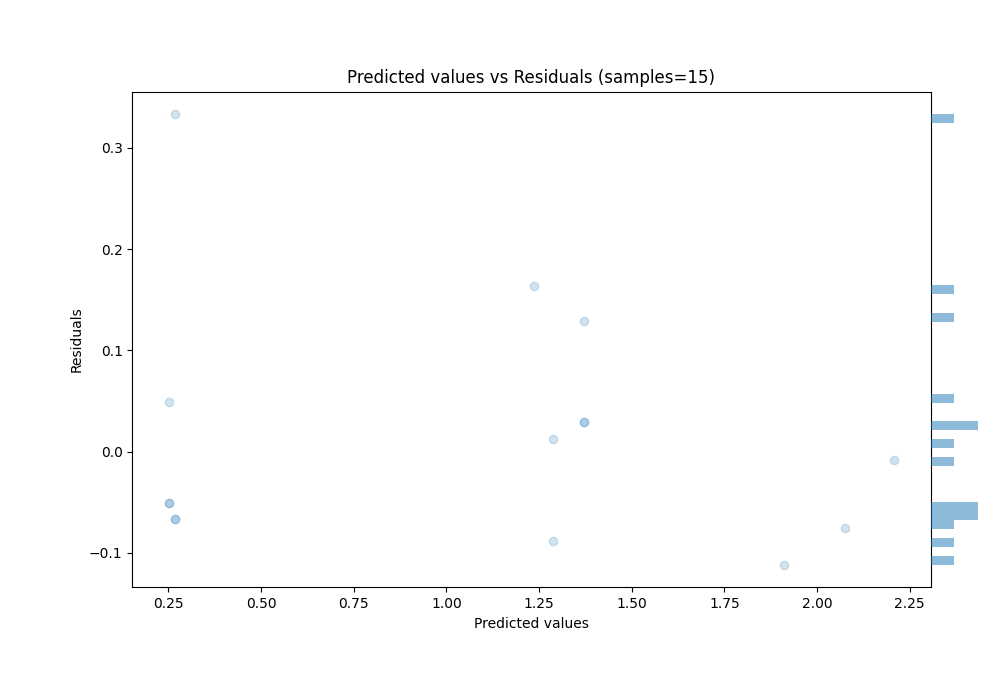 Predicted values vs Residuals (samples=15)
0.3
0.2
0.1
0.0
−0.1
Residuals
0.25 0.50 0.75 1.00 1.25 1.50 1.75 2.00 2.25
Predicted values